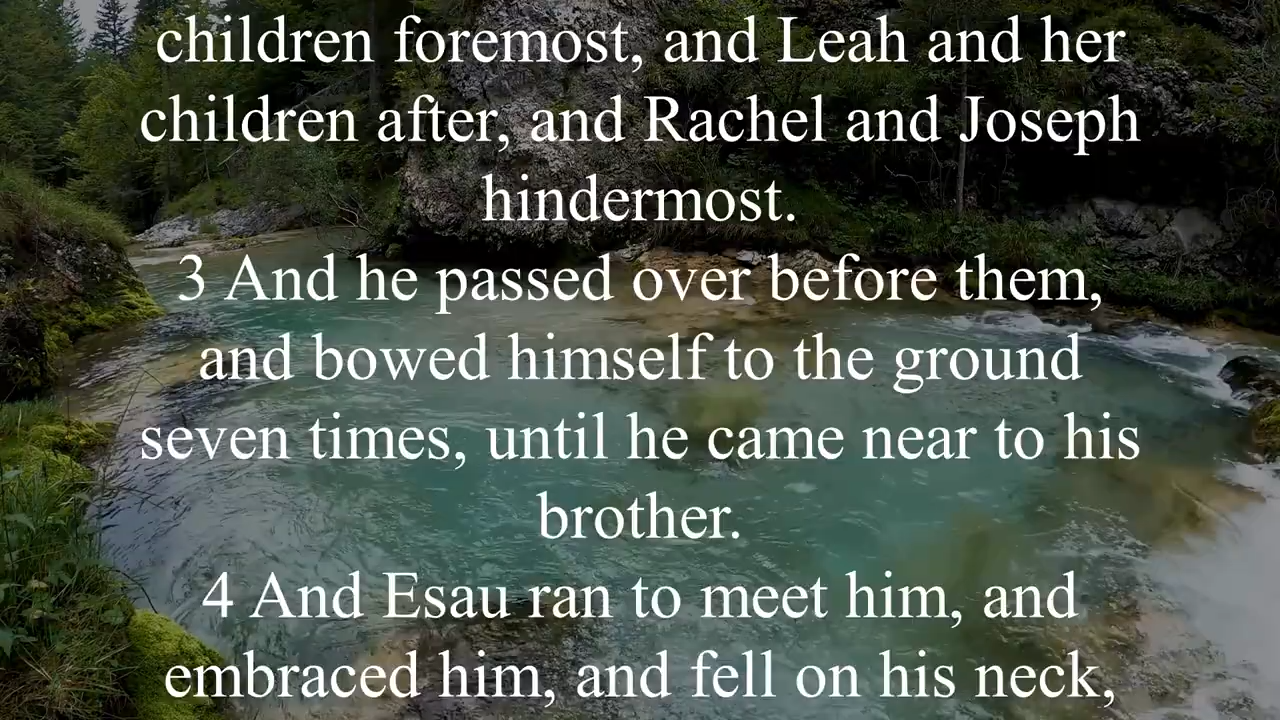 children foremost, and Leah and her
children after, and Rachel and Joseph
hindermost.
3 And he passed over before them,
and bowed himself to the ground
seven times, until he came near to his
brother.
4 And Esau ran to meet him, and
embraced him, and fell on his neck,